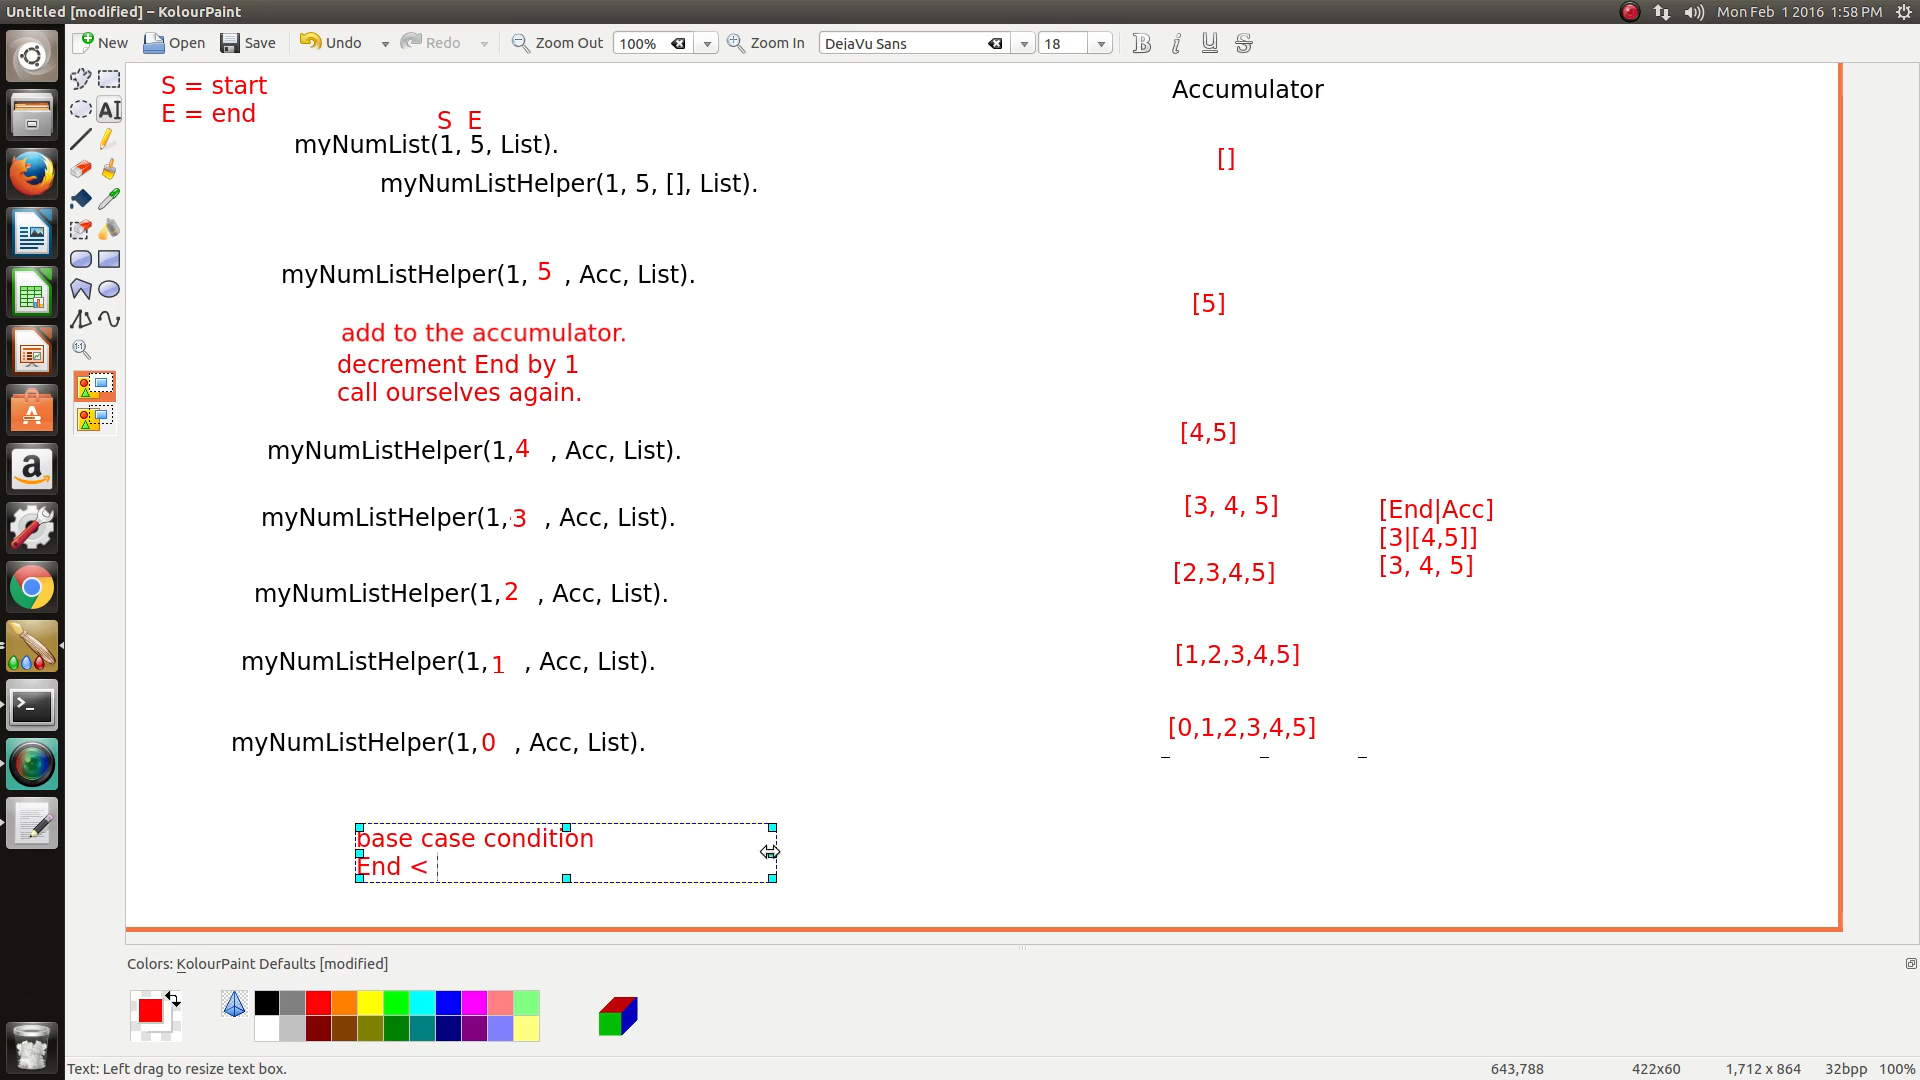 Untitled [modified] – KolourPaint
Mon Feb 1 2016 1:58 PM
New
Open
Save
Undo
Redo
Zoom Out
100%
Zoom In
DejaVu Sans
18
S = start
E = end
S E
myNumList(1, 5, List).
myNumListHelper(1, 5, [], List).
Accumulator
[]
myNumListHelper(1, 5 , Acc, List).
[5]
add to the accumulator.
decrement End by 1
call ourselves again.
myNumListHelper(1, 4 , Acc, List).
[4,5]
myNumListHelper(1, 3 , Acc, List).
[3, 4, 5]
[End|Acc]
[3|[4,5]]
[3, 4, 5]
myNumListHelper(1, 2 , Acc, List).
[2,3,4,5]
myNumListHelper(1, 1 , Acc, List).
[1,2,3,4,5]
myNumListHelper(1, 0 , Acc, List).
[0,1,2,3,4,5]
base case condition
End <
Colors: KolourPaint Defaults [modified]
Text: Left drag to resize text box.
643,788
422x60
1,712 x 864
32bpp
100%